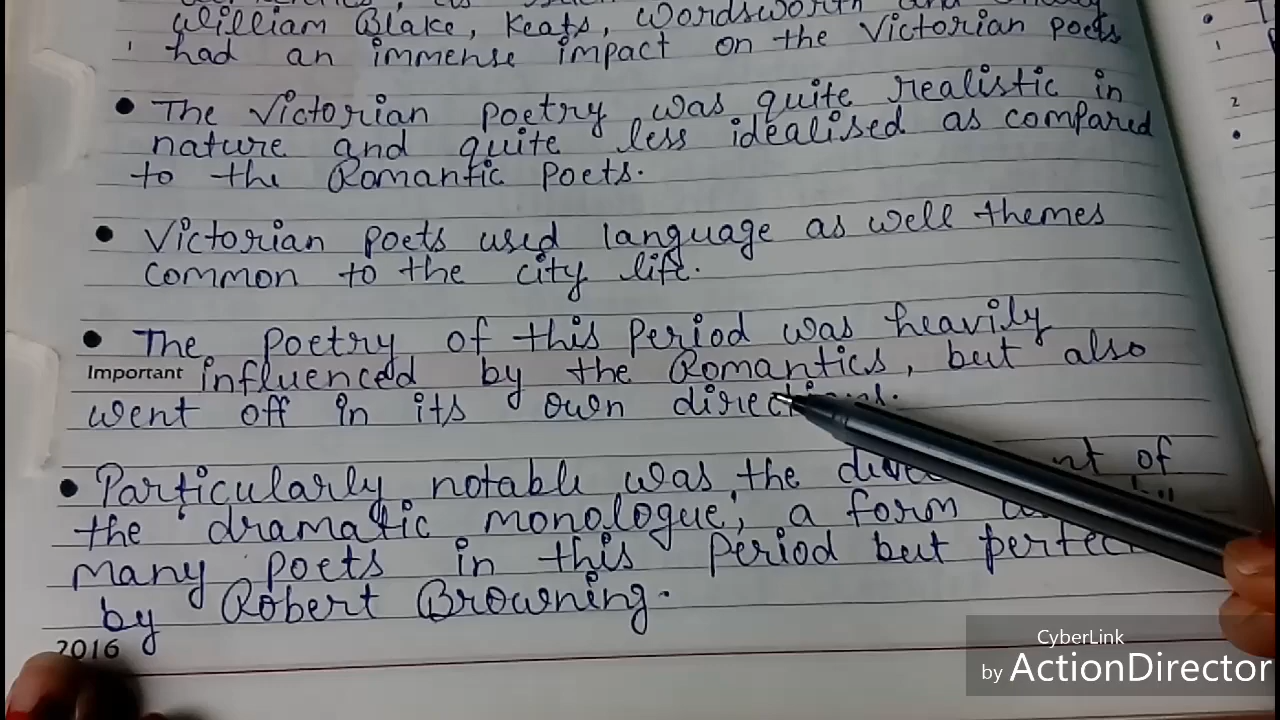 William Blake, Keats, Wordsworth and
had an immense impact on the Victorian poets
• The Victorian poetry was quite realistic in
nature and quite less idealised as compared
to the Romantic Poets.
• Victorian poets used language as well themes
common to the city life.
• The poetry of this period was heavily
Important influenced by the Romantics, but also
went off in its own directions.
• Particularly notable was the
the 'dramatic monologue', a form
many poets in this period but
by Robert Browning.
2016
CyberLink
by ActionDirector